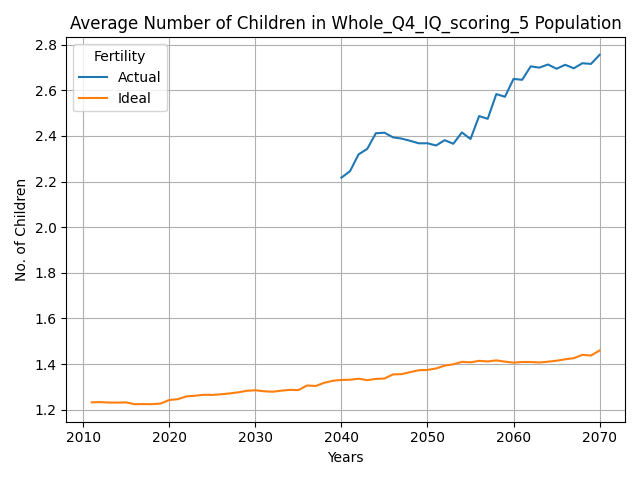 Average Number of Children in Whole_Q4_IQ_scoring_5 Population
Fertility
Actual
Ideal
No. of Children
2.8
2.6
2.4
2.2
2.0
1.8
1.6
1.4
1.2
2010 2020 2030 2040 2050 2060 2070
Years